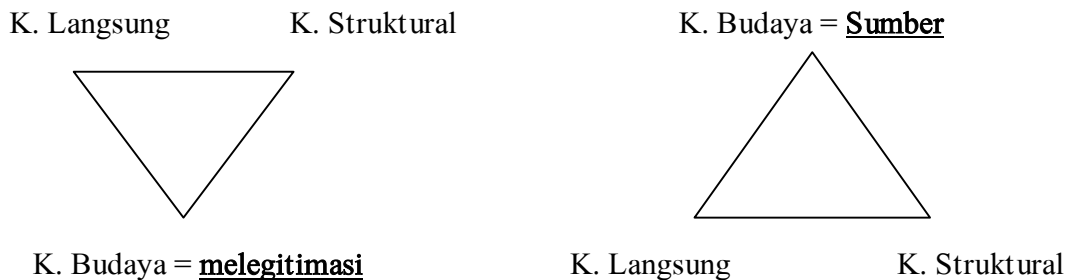 K. Langsung K. Struktural
K. Budaya = melegitimasi
K. Budaya = Sumber
K. Langsung K. Struktural